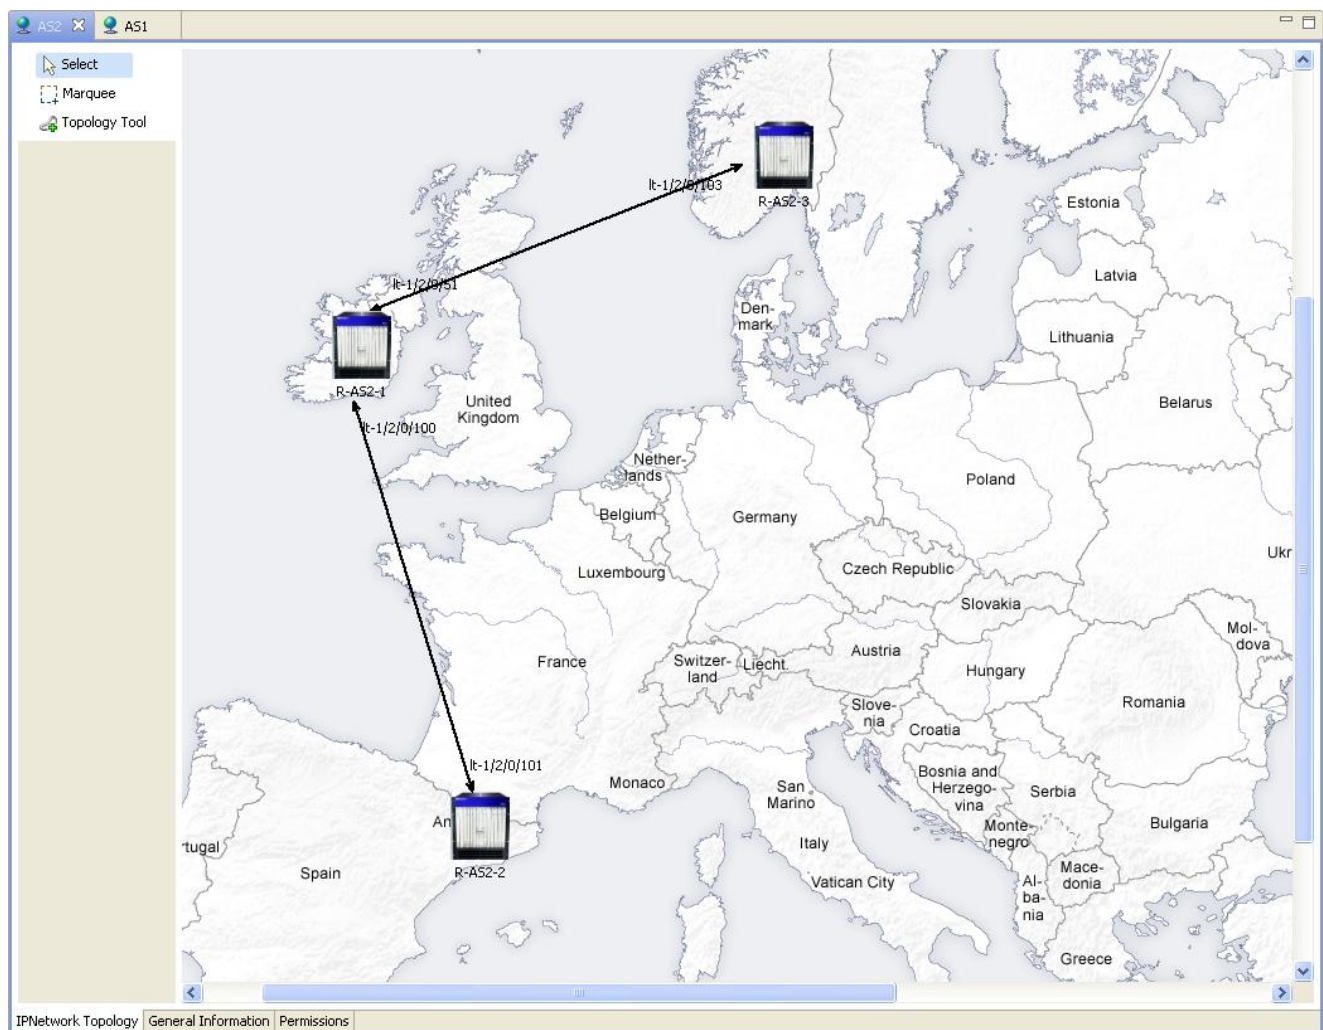 AS2
AS1
Select
Marquee
Topology Tool
lt-1/2/0/103
R-AS2-3
Estonia
Latvia
lt-1/2/0/51
Den-
mark
Lithuania
R-AS2-1
United
Kingdom
Belarus
lt-1/2/0/100
Nether-
lands
Poland
Belgium
Germany
Ukr
Luxembourg
Czech Republic
Slovakia
Mol-
dova
France
Switzer-
land
Liecht.
Austria
Hungary
Romania
Slove-
nia
Croatia
lt-1/2/0/101
Monaco
San
Marino
Bosnia and
Herzego-
vina
Serbia
An
Monte-
negro
Bulgaria
rtugal
Spain
R-AS2-2
Italy
Vatican City
Al-
ba-
nia
Mace-
donia
Greece
IPNetwork Topology
General Information
Permissions